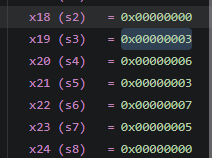 x18 (s2) = 0x00000000
x19 (s3) = 0x00000003
x20 (s4) = 0x00000006
x21 (s5) = 0x00000003
x22 (s6) = 0x00000007
x23 (s7) = 0x00000005
x24 (s8) = 0x00000000